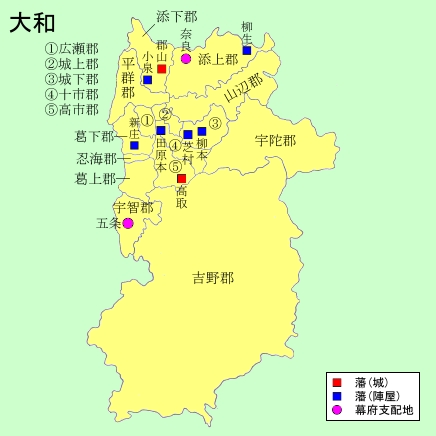 大和
①広瀬郡
②城上郡
③城下郡
④十市郡
⑤高市郡
添下郡
奈良
柳生
郡山
小泉
平群郡
添上郡
山辺郡
①
②
③
新庄
葛下郡
田原本
④
芝村
柳本
宇陀郡
忍海郡
⑤
葛上郡
高取
宇智郡
五条
吉野郡
藩(城)
藩(陣屋)
幕府支配地